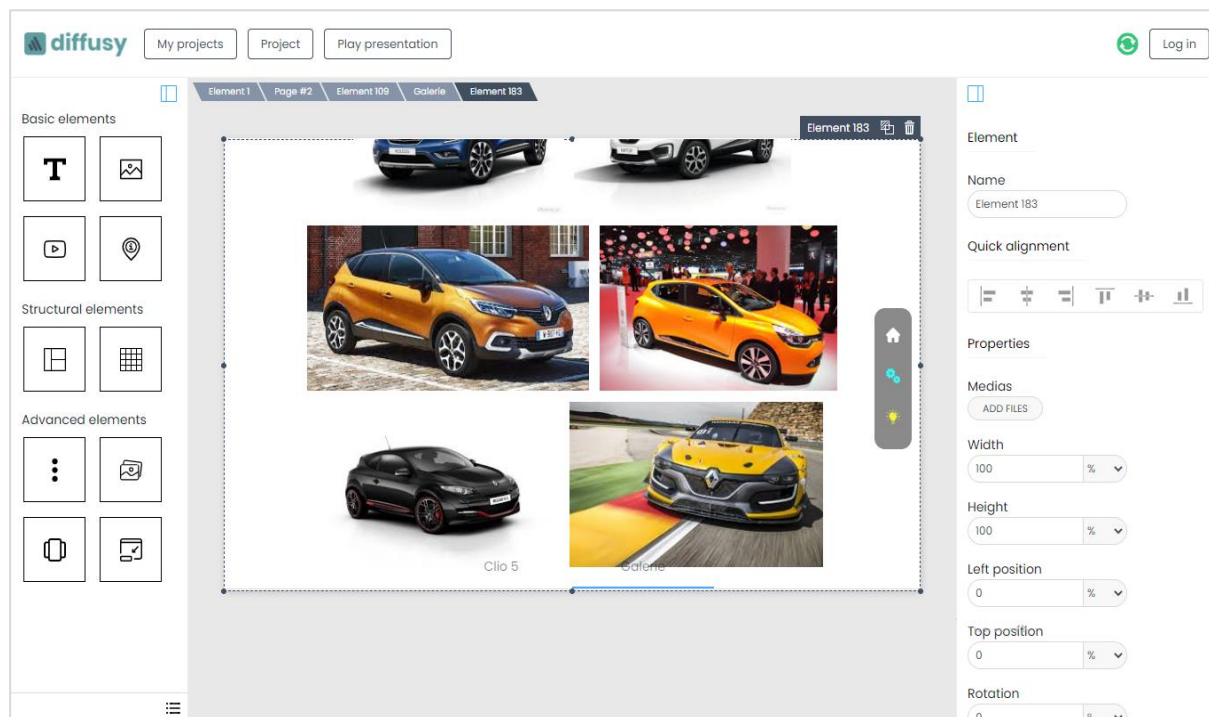 diffusy
My projects
Project
Play presentation
Log in
Element 1
Page #2
Element 109
Galerie
Element 183
Basic elements
T
Structural elements
Advanced elements
Element 183
Clio 5
Galerie
Element
Name
Element 183
Quick alignment
Properties
Medias
ADD FILES
Width
100 %
Height
100 %
Left position
0 %
Top position
0 %
Rotation
0 °